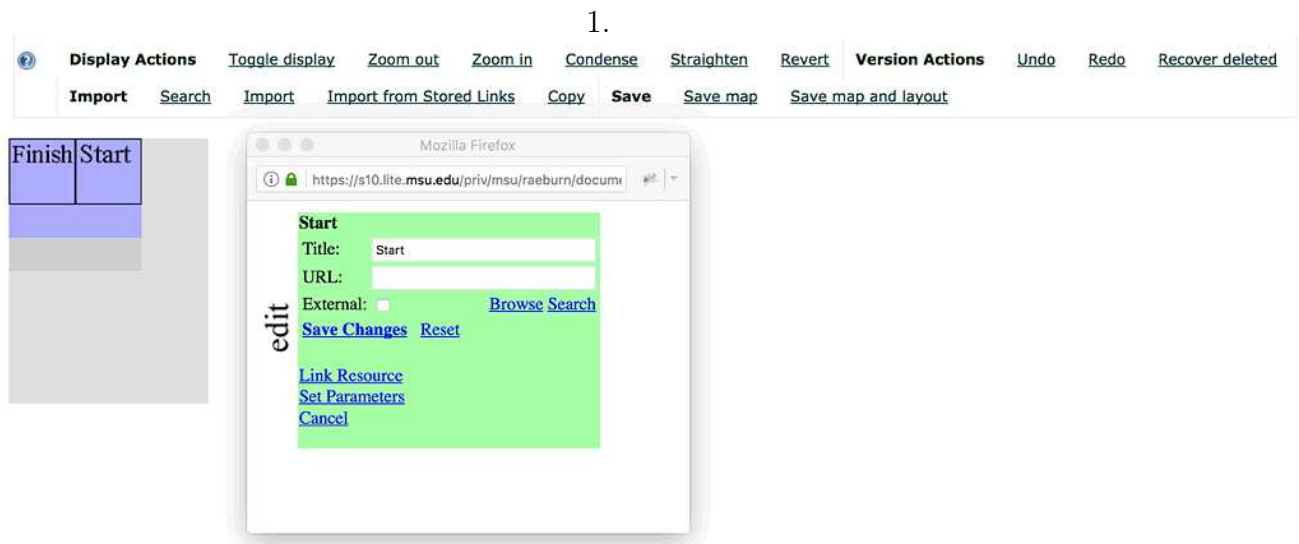 1.
Display Actions Toggle display Zoom out Zoom in Condense Straighten Revert Version Actions Undo Redo Recover deleted
Import Search Import Import from Stored Links Copy Save Save map Save map and layout
Finish Start
Mozilla Firefox
https://s10.lite.msu.edu/priv/msu/raeburn/docume
edit
Start
Title: Start
URL:
External: Browse Search
Save Changes Reset
Link Resource
Set Parameters
Cancel